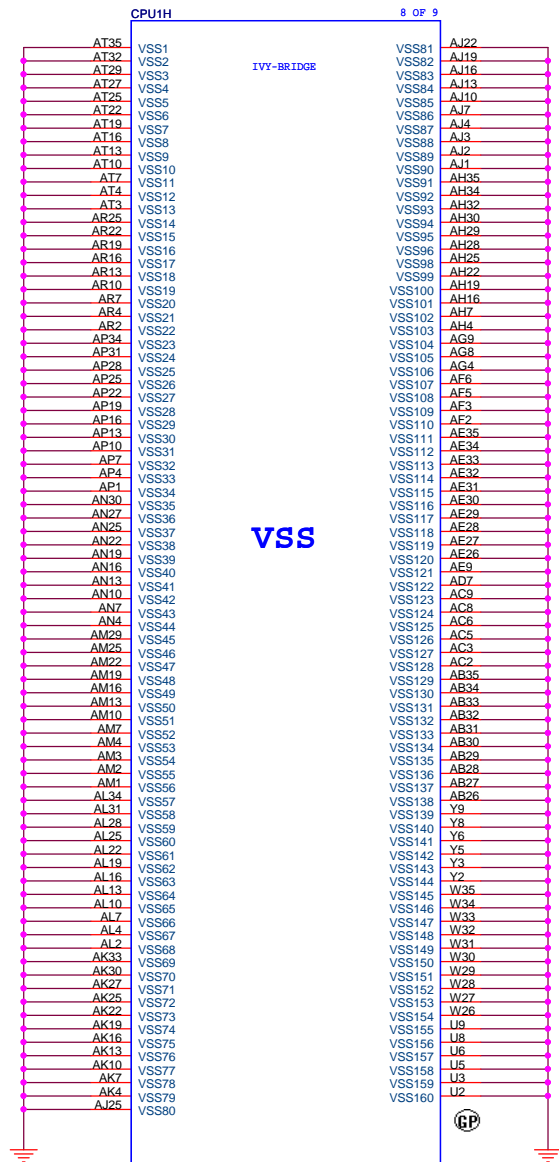 CPU1H 8 OF 9
IVY-BRIDGE
AT35 VSS1 VSS81 AJ22
AT32 VSS2 VSS82 AJ19
AT29 VSS3 VSS83 AJ16
AT27 VSS4 VSS84 AJ13
AT25 VSS5 VSS85 AJ10
AT22 VSS6 VSS86 AJ7
AT19 VSS7 VSS87 AJ4
AT16 VSS8 VSS88 AJ3
AT13 VSS9 VSS89 AJ2
AT10 VSS10 VSS90 AJ1
AT7 VSS11 VSS91 AH35
AT4 VSS12 VSS92 AH34
AT3 VSS13 VSS93 AH32
AR25 VSS14 VSS94 AH30
AR22 VSS15 VSS95 AH29
AR19 VSS16 VSS96 AH28
AR16 VSS17 VSS98 AH25
AR13 VSS18 VSS99 AH22
AR10 VSS19 VSS100 AH19
AR7 VSS20 VSS101 AH16
AR4 VSS21 VSS102 AH7
AR2 VSS22 VSS103 AH4
AP34 VSS23 VSS104 AG9
AP31 VSS24 VSS105 AG8
AP28 VSS25 VSS106 AG4
AP25 VSS26 VSS107 AF6
AP22 VSS27 VSS108 AF5
AP19 VSS28 VSS109 AF3
AP16 VSS29 VSS110 AF2
AP13 VSS30 VSS111 AE35
AP10 VSS31 VSS112 AE34
AP7 VSS32 VSS113 AE33
AP4 VSS33 VSS114 AE32
AP1 VSS34 VSS115 AE31
AN30 VSS35 VSS116 AE30
AN27 VSS36 VSS117 AE29
AN25 VSS37 VSS118 AE28
VSS
AN22 VSS38 VSS119 AE27
AN19 VSS39 VSS120 AE26
AN16 VSS40 VSS121 AE9
AN13 VSS41 VSS122 AD7
AN10 VSS42 VSS123 AC9
AN7 VSS43 VSS124 AC8
AN4 VSS44 VSS125 AC6
AM29 VSS45 VSS126 AC5
AM25 VSS46 VSS127 AC3
AM22 VSS47 VSS128 AC2
AM19 VSS48 VSS129 AB35
AM16 VSS49 VSS130 AB34
AM13 VSS50 VSS131 AB33
AM10 VSS51 VSS132 AB32
AM7 VSS52 VSS133 AB31
AM4 VSS53 VSS134 AB30
AM3 VSS54 VSS135 AB29
AM2 VSS55 VSS136 AB28
AM1 VSS56 VSS137 AB27
AL34 VSS57 VSS138 AB26
AL31 VSS58 VSS139 Y9
AL28 VSS59 VSS140 Y8
AL25 VSS60 VSS141 Y6
AL22 VSS61 VSS142 Y5
AL19 VSS62 VSS143 Y3
AL16 VSS63 VSS144 Y2
AL13 VSS64 VSS145 W35
AL10 VSS65 VSS146 W34
AL7 VSS66 VSS147 W33
AL4 VSS67 VSS148 W32
AL2 VSS68 VSS149 W31
AK33 VSS69 VSS150 W30
AK30 VSS70 VSS151 W29
AK27 VSS71 VSS152 W28
AK25 VSS72 VSS153 W27
AK22 VSS73 VSS154 W26
AK19 VSS74 VSS155 U9
AK16 VSS75 VSS156 U8
AK13 VSS76 VSS157 U6
AK10 VSS77 VSS158 U5
AK7 VSS78 VSS159 U3
AK4 VSS79 VSS160 U2
AJ25 VSS80
GP